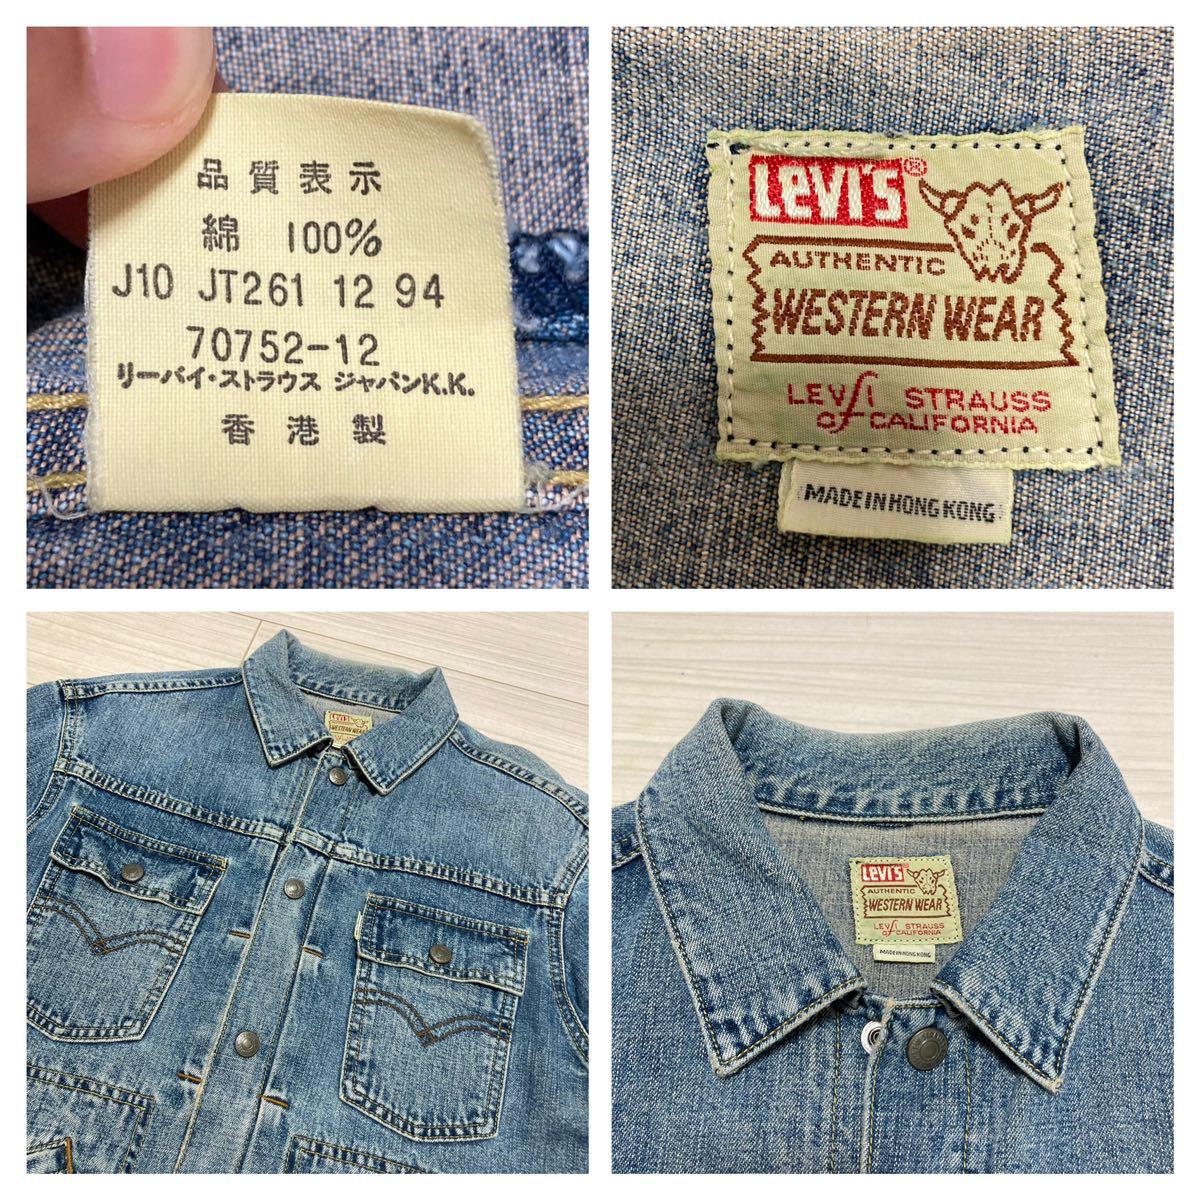 品質表示
綿 100%
J10 JT261 12 94
70752-12
リーバイ・ストラウス ジャパンK.K.
香港製
LEVI'S®
AUTHENTIC
WESTERN WEAR
LEVI STRAUSS
OF CALIFORNIA
MADE IN HONG KONG
LEVI'S
WESTERN WEAR
LEVI'S
AUTHENTIC
WESTERN WEAR
LEVI STRAUSS
OF CALIFORNIA
MADE IN HONG KONG